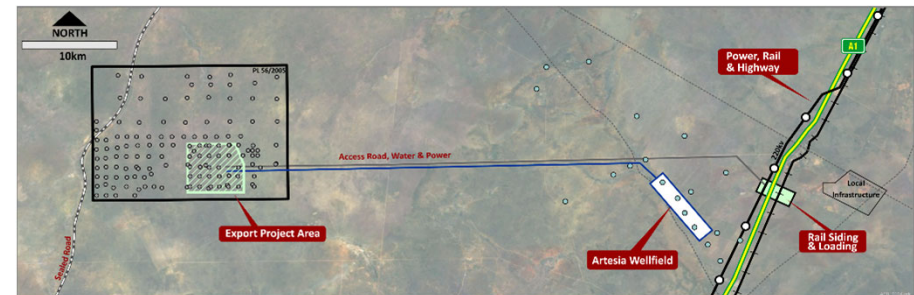 NORTH
10km
PL 56/2005
A1
Power, Rail
& Highway
220kv
Access Road, Water & Power
Local
Infrastructure
Export Project Area
Artesia Wellfield
Rail Siding
& Loading
Sealed Road